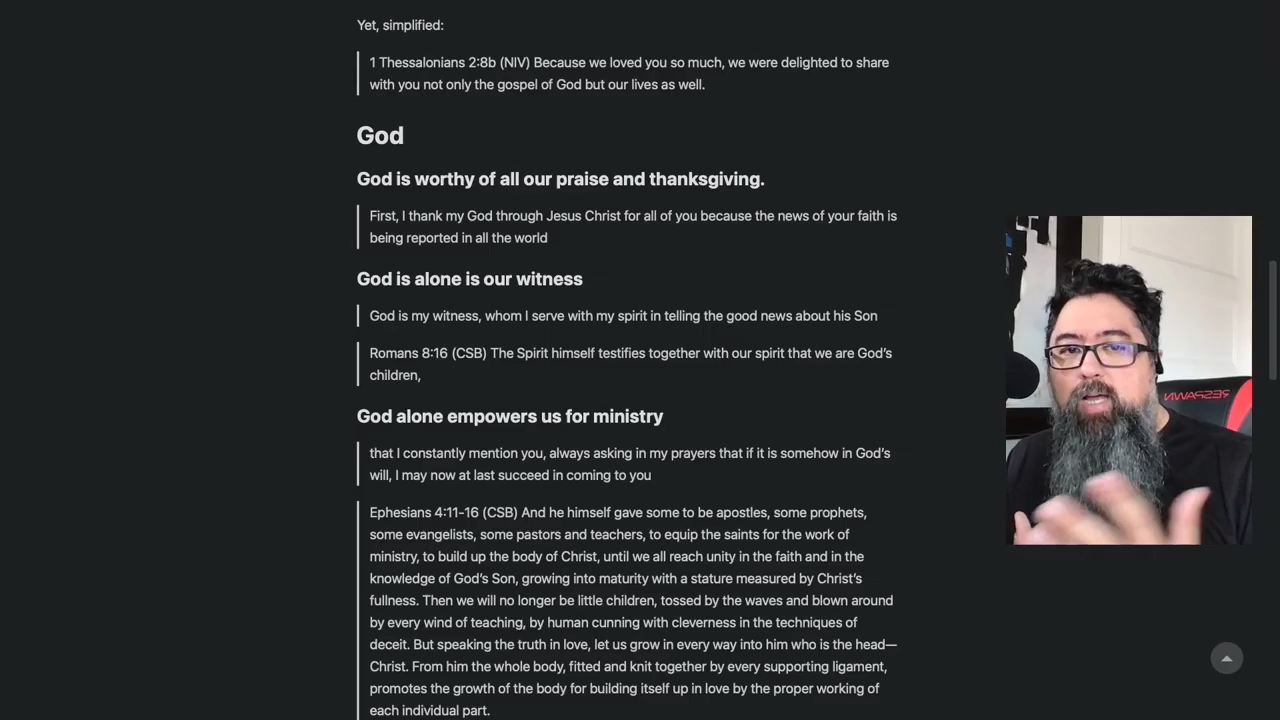 Yet, simplified:
1 Thessalonians 2:8b (NIV) Because we loved you so much, we were delighted to share
with you not only the gospel of God but our lives as well.
God
God is worthy of all our praise and thanksgiving.
First, I thank my God through Jesus Christ for all of you because the news of your faith is
being reported in all the world
God is alone is our witness
God is my witness, whom I serve with my spirit in telling the good news about his Son
Romans 8:16 (CSB) The Spirit himself testifies together with our spirit that we are God’s
children,
God alone empowers us for ministry
that I constantly mention you, always asking in my prayers that if it is somehow in God’s
will, I may now at last succeed in coming to you
Ephesians 4:11-16 (CSB) And he himself gave some to be apostles, some prophets,
some evangelists, some pastors and teachers, to equip the saints for the work of
ministry, to build up the body of Christ, until we all reach unity in the faith and in the
knowledge of God’s Son, growing into maturity with a stature measured by Christ’s
fullness. Then we will no longer be little children, tossed by the waves and blown around
by every wind of teaching, by human cunning with cleverness in the techniques of
deceit. But speaking the truth in love, let us grow in every way into him who is the head—
Christ. From him the whole body, fitted and knit together by every supporting ligament,
promotes the growth of the body for building itself up in love by the proper working of
each individual part.
RESPAWN